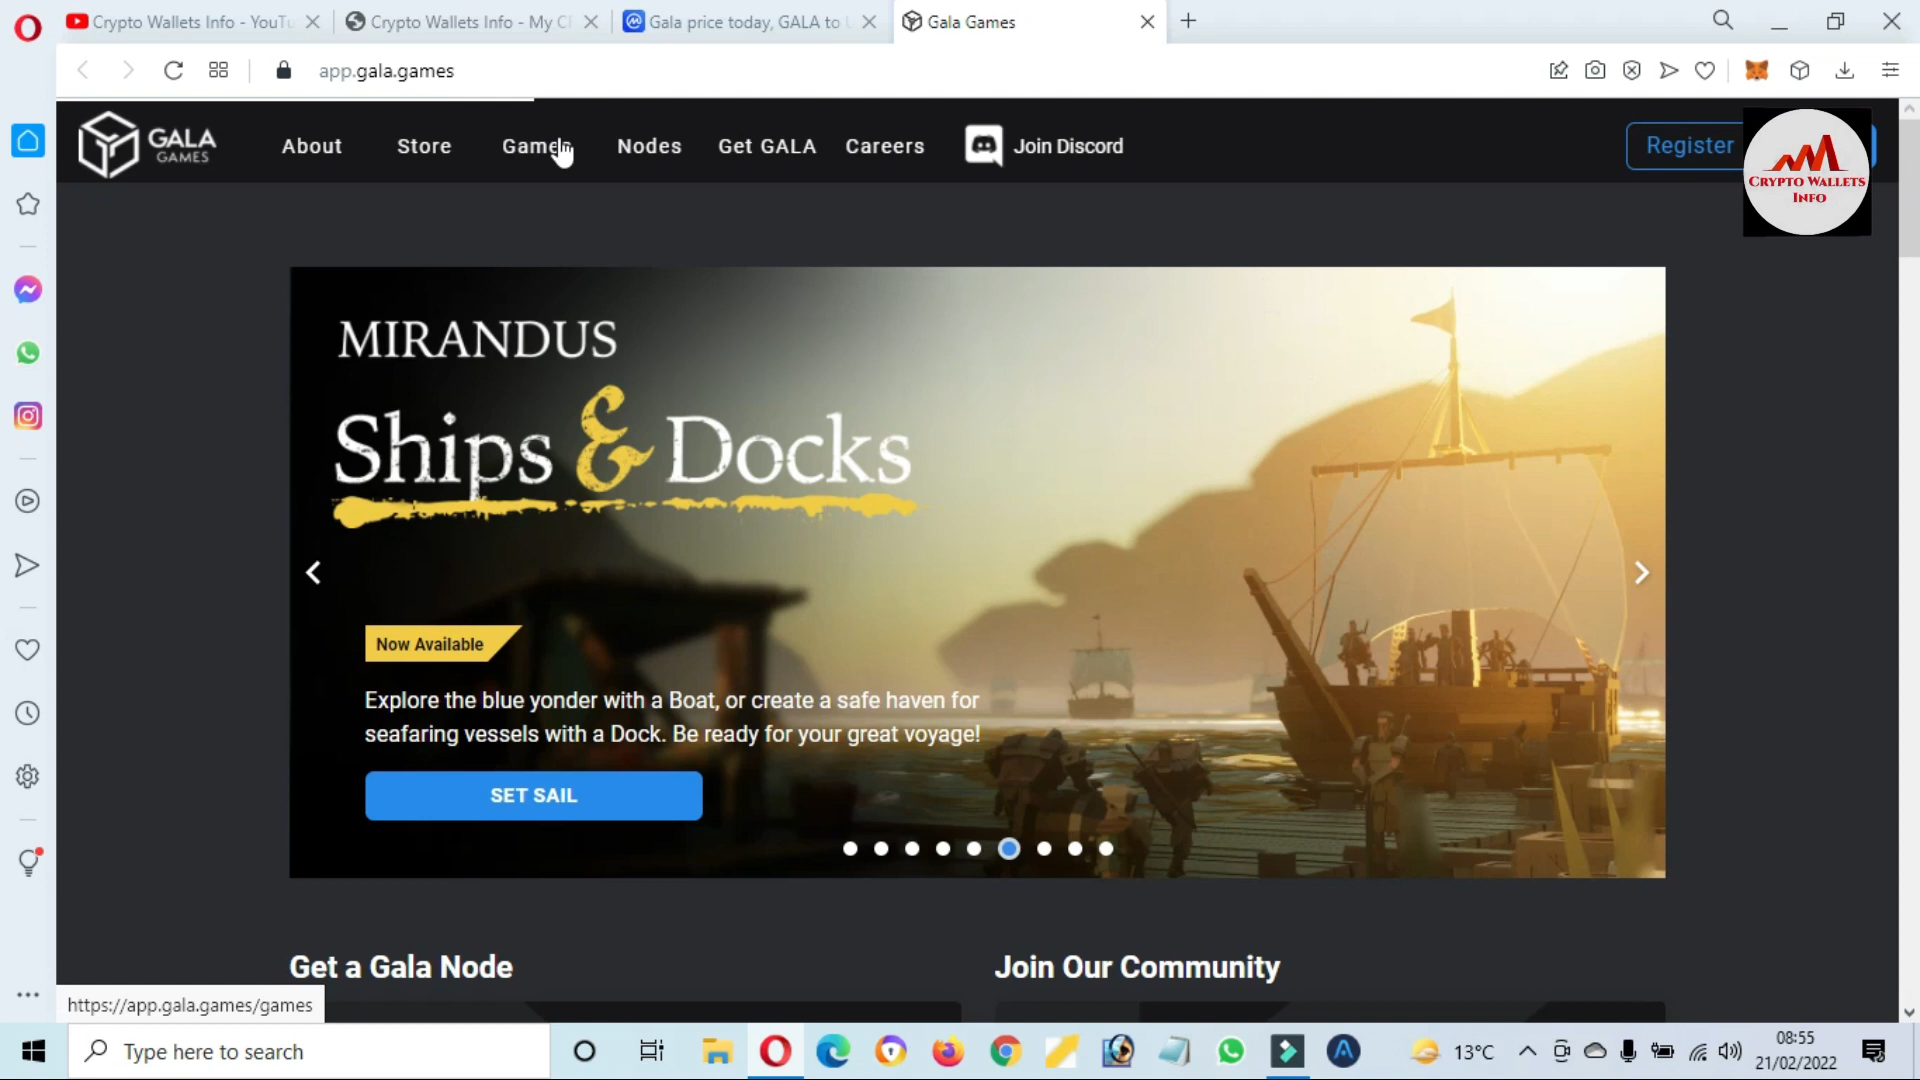 Crypto Wallets Info - YouTu
Crypto Wallets Info - My Cr
Gala price today, GALA to U
Gala Games
app.gala.games
GALA
GAMES
About
Store
Games
Nodes
Get GALA
Careers
Join Discord
Register
CRYPTO WALLETS
INFO
MIRANDUS
Ships & Docks
Now Available
Explore the blue yonder with a Boat, or create a safe haven for
seafaring vessels with a Dock. Be ready for your great voyage!
SET SAIL
Get a Gala Node
Join Our Community
https://app.gala.games/games
Type here to search
13°C
08:55
21/02/2022